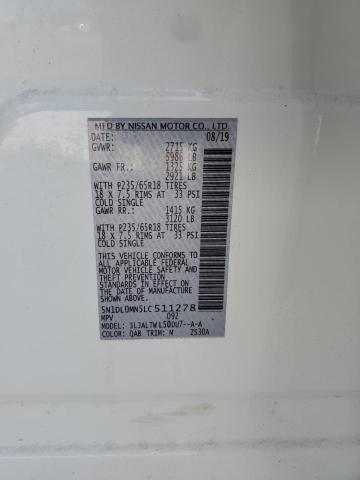 MFD BY NISSAN MOTOR CO., LTD.
DATE: 08/19
GVWR: 2715 KG
5986 LB
GAWR FR.: 1325 KG
2921 LB
WITH P235/65R18 TIRES
18 X 7.5 RIMS AT 33 PSI
COLD SINGLE
GAWR RR.: 1415 KG
3120 LB
WITH P235/65R18 TIRES
18 X 7.5 RIMS AT 33 PSI
COLD SINGLE
THIS VEHICLE CONFORMS TO
ALL APPLICABLE FEDERAL
MOTOR VEHICLE SAFETY AND
THEFT PREVENTION
STANDARDS IN EFFECT ON
THE DATE OF MANUFACTURE
SHOWN ABOVE.
5N1DL0MN5LC511278
MPV D9Z
JL3ALTWL50DU7--A-A
COLOR: QAB TRIM: M ZS30A